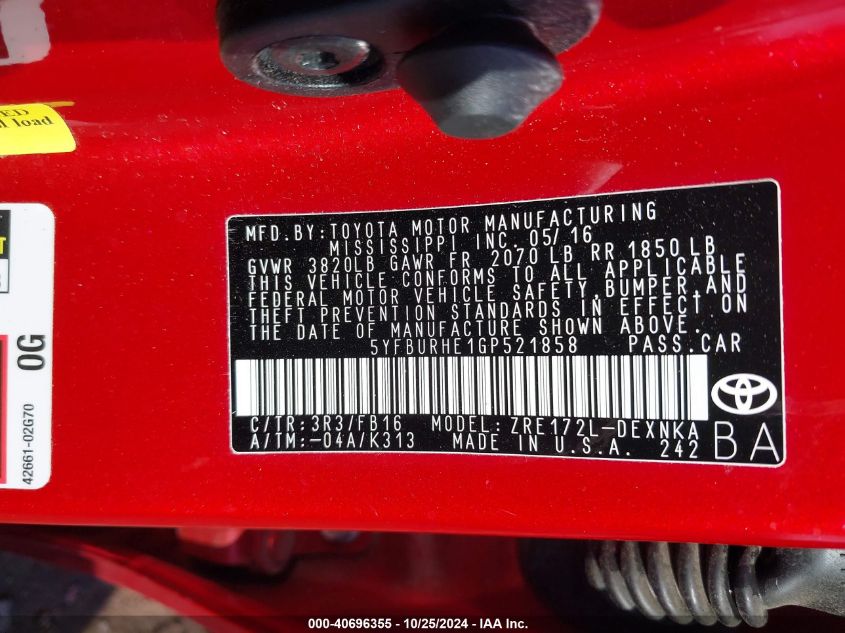 ED
l load
T
0G
42661-02G70
MFD.BY:TOYOTA MOTOR MANUFACTURING
MISSISSIPPI INC. 05/16
GVWR 3820LB GAWR FR 2070 LB RR 1850 LB
THIS VEHICLE CONFORMS TO ALL APPLICABLE
FEDERAL MOTOR VEHICLE SAFETY,BUMPER,AND
THEFT PREVENTION STANDARDS IN EFFECT ON
THE DATE OF MANUFACTURE SHOWN ABOVE.
5YFBURHE1GP521858 PASS.CAR
C/TR:3R3/FB16 MODEL:ZRE172L-DEXNKA
A/TM:-04A/K313 MADE IN U.S.A. 242
BA
000-40696355 - 10/25/2024 - IAA Inc.